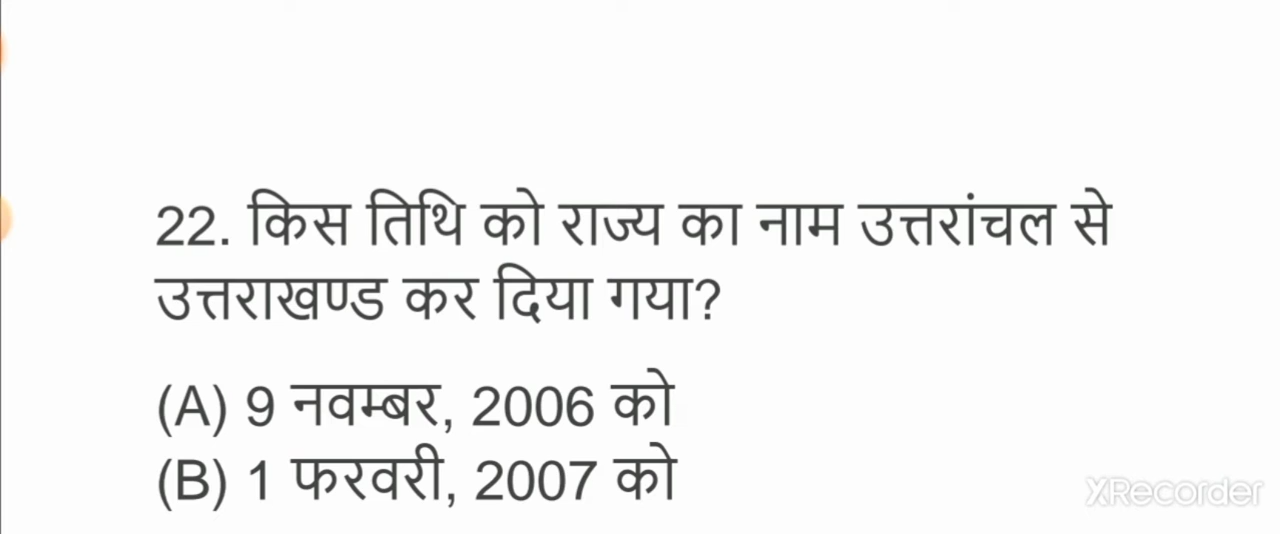 22. किस तिथि को राज्य का नाम उत्तरांचल से
उत्तराखण्ड कर दिया गया?
(A) 9 नवम्बर, 2006 को
(B) 1 फरवरी, 2007 को
XRecorder